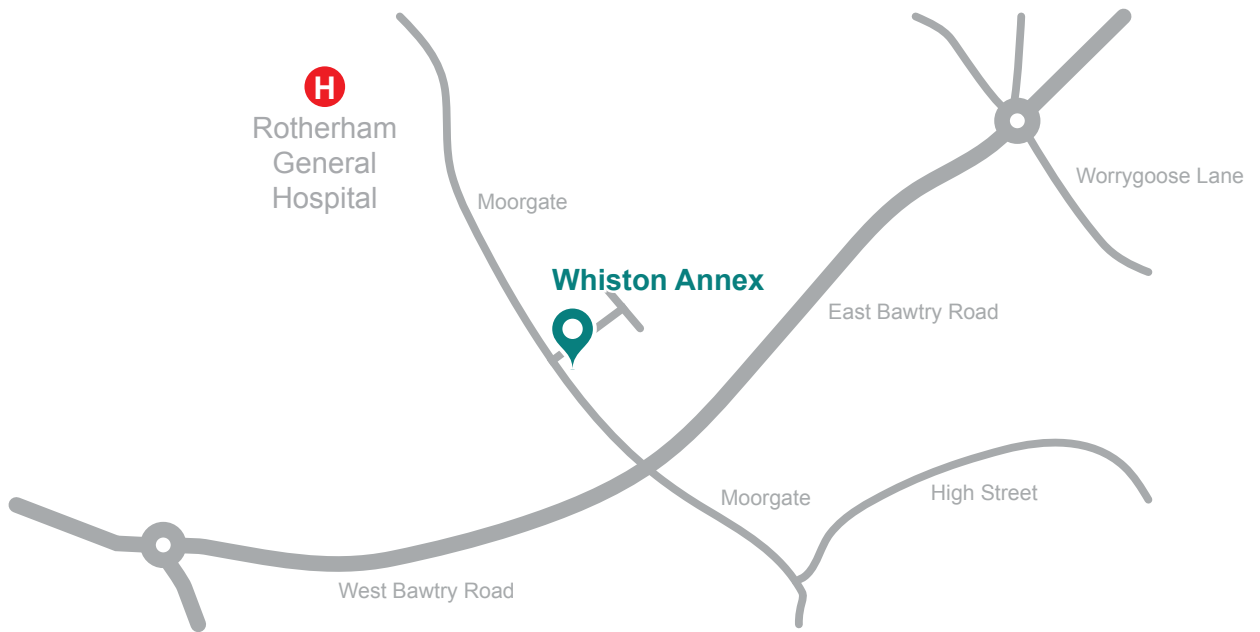 H
Rotherham
General
Hospital
Moorgate
Worrygoose Lane
Whiston Annex
East Bawtry Road
Moorgate
High Street
West Bawtry Road